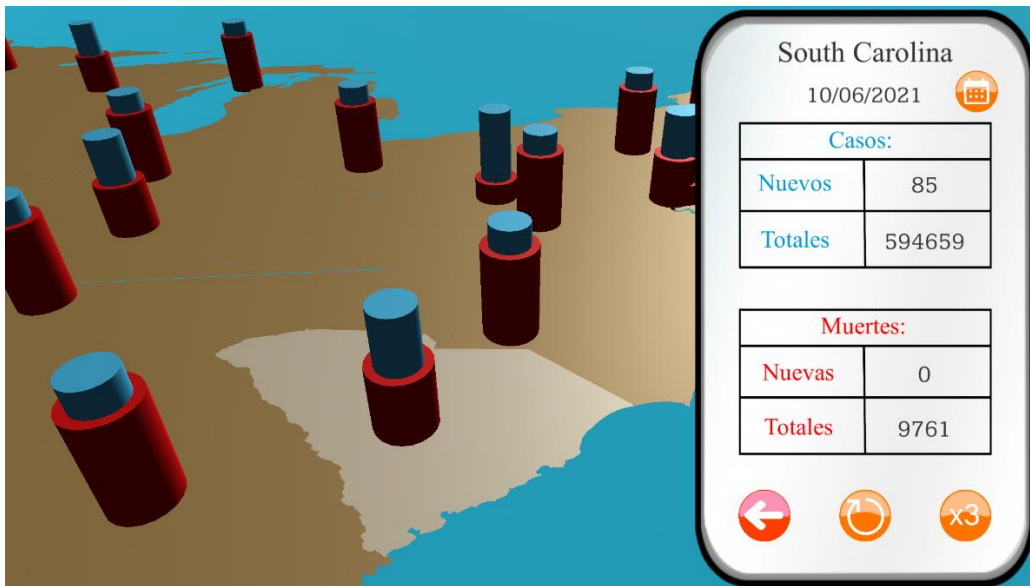 South Carolina
10/06/2021
Casos:
Nuevos 85
Totales 594659
Muertes:
Nuevas 0
Totales 9761
x3